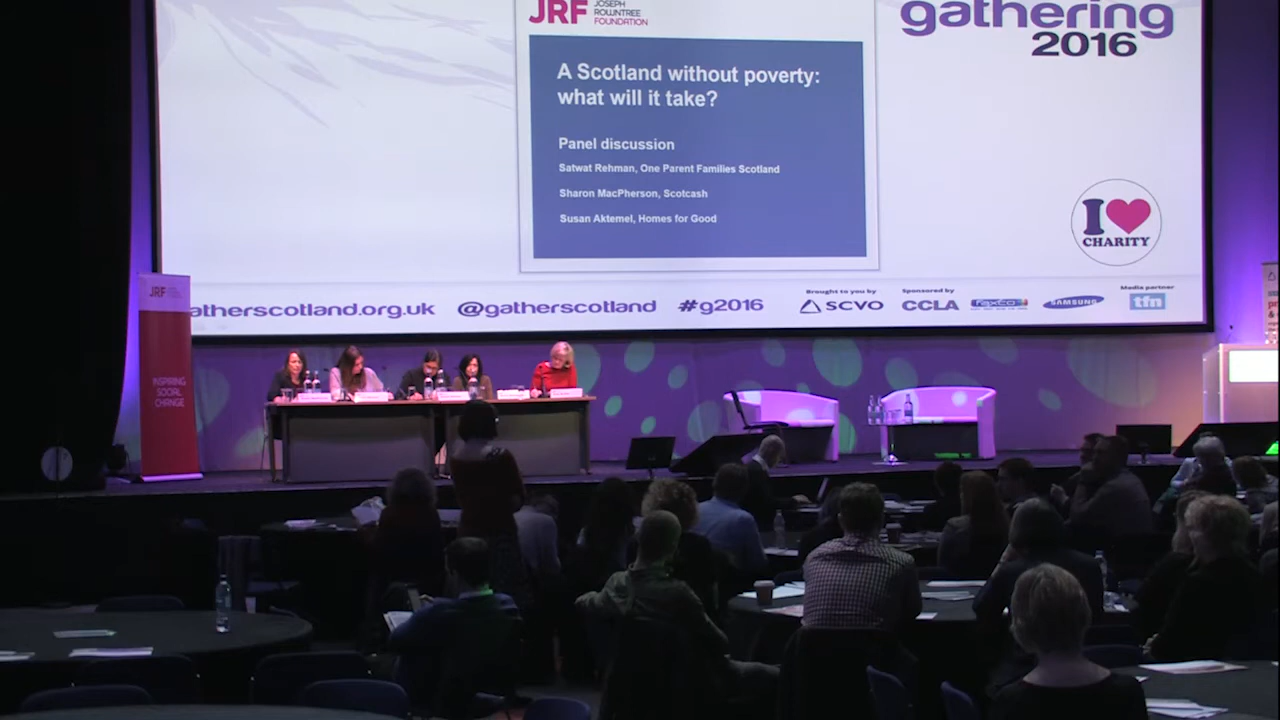 JRF
JOSEPH
ROWNTREE
FOUNDATION
gathering
2016
A Scotland without poverty:
what will it take?
Panel discussion
Satwat Rehman, One Parent Families Scotland
Sharon MacPherson, Scotcash
Susan Aktemel, Homes for Good
I
CHARITY
atherscotland.org.uk @gatherscotland #g2016
Brought to you by
SCVO
Sponsored by
CCLA
SAMSUNG
Media partner
tfn
JRF
INSPIRING
SOCIAL
CHANGE